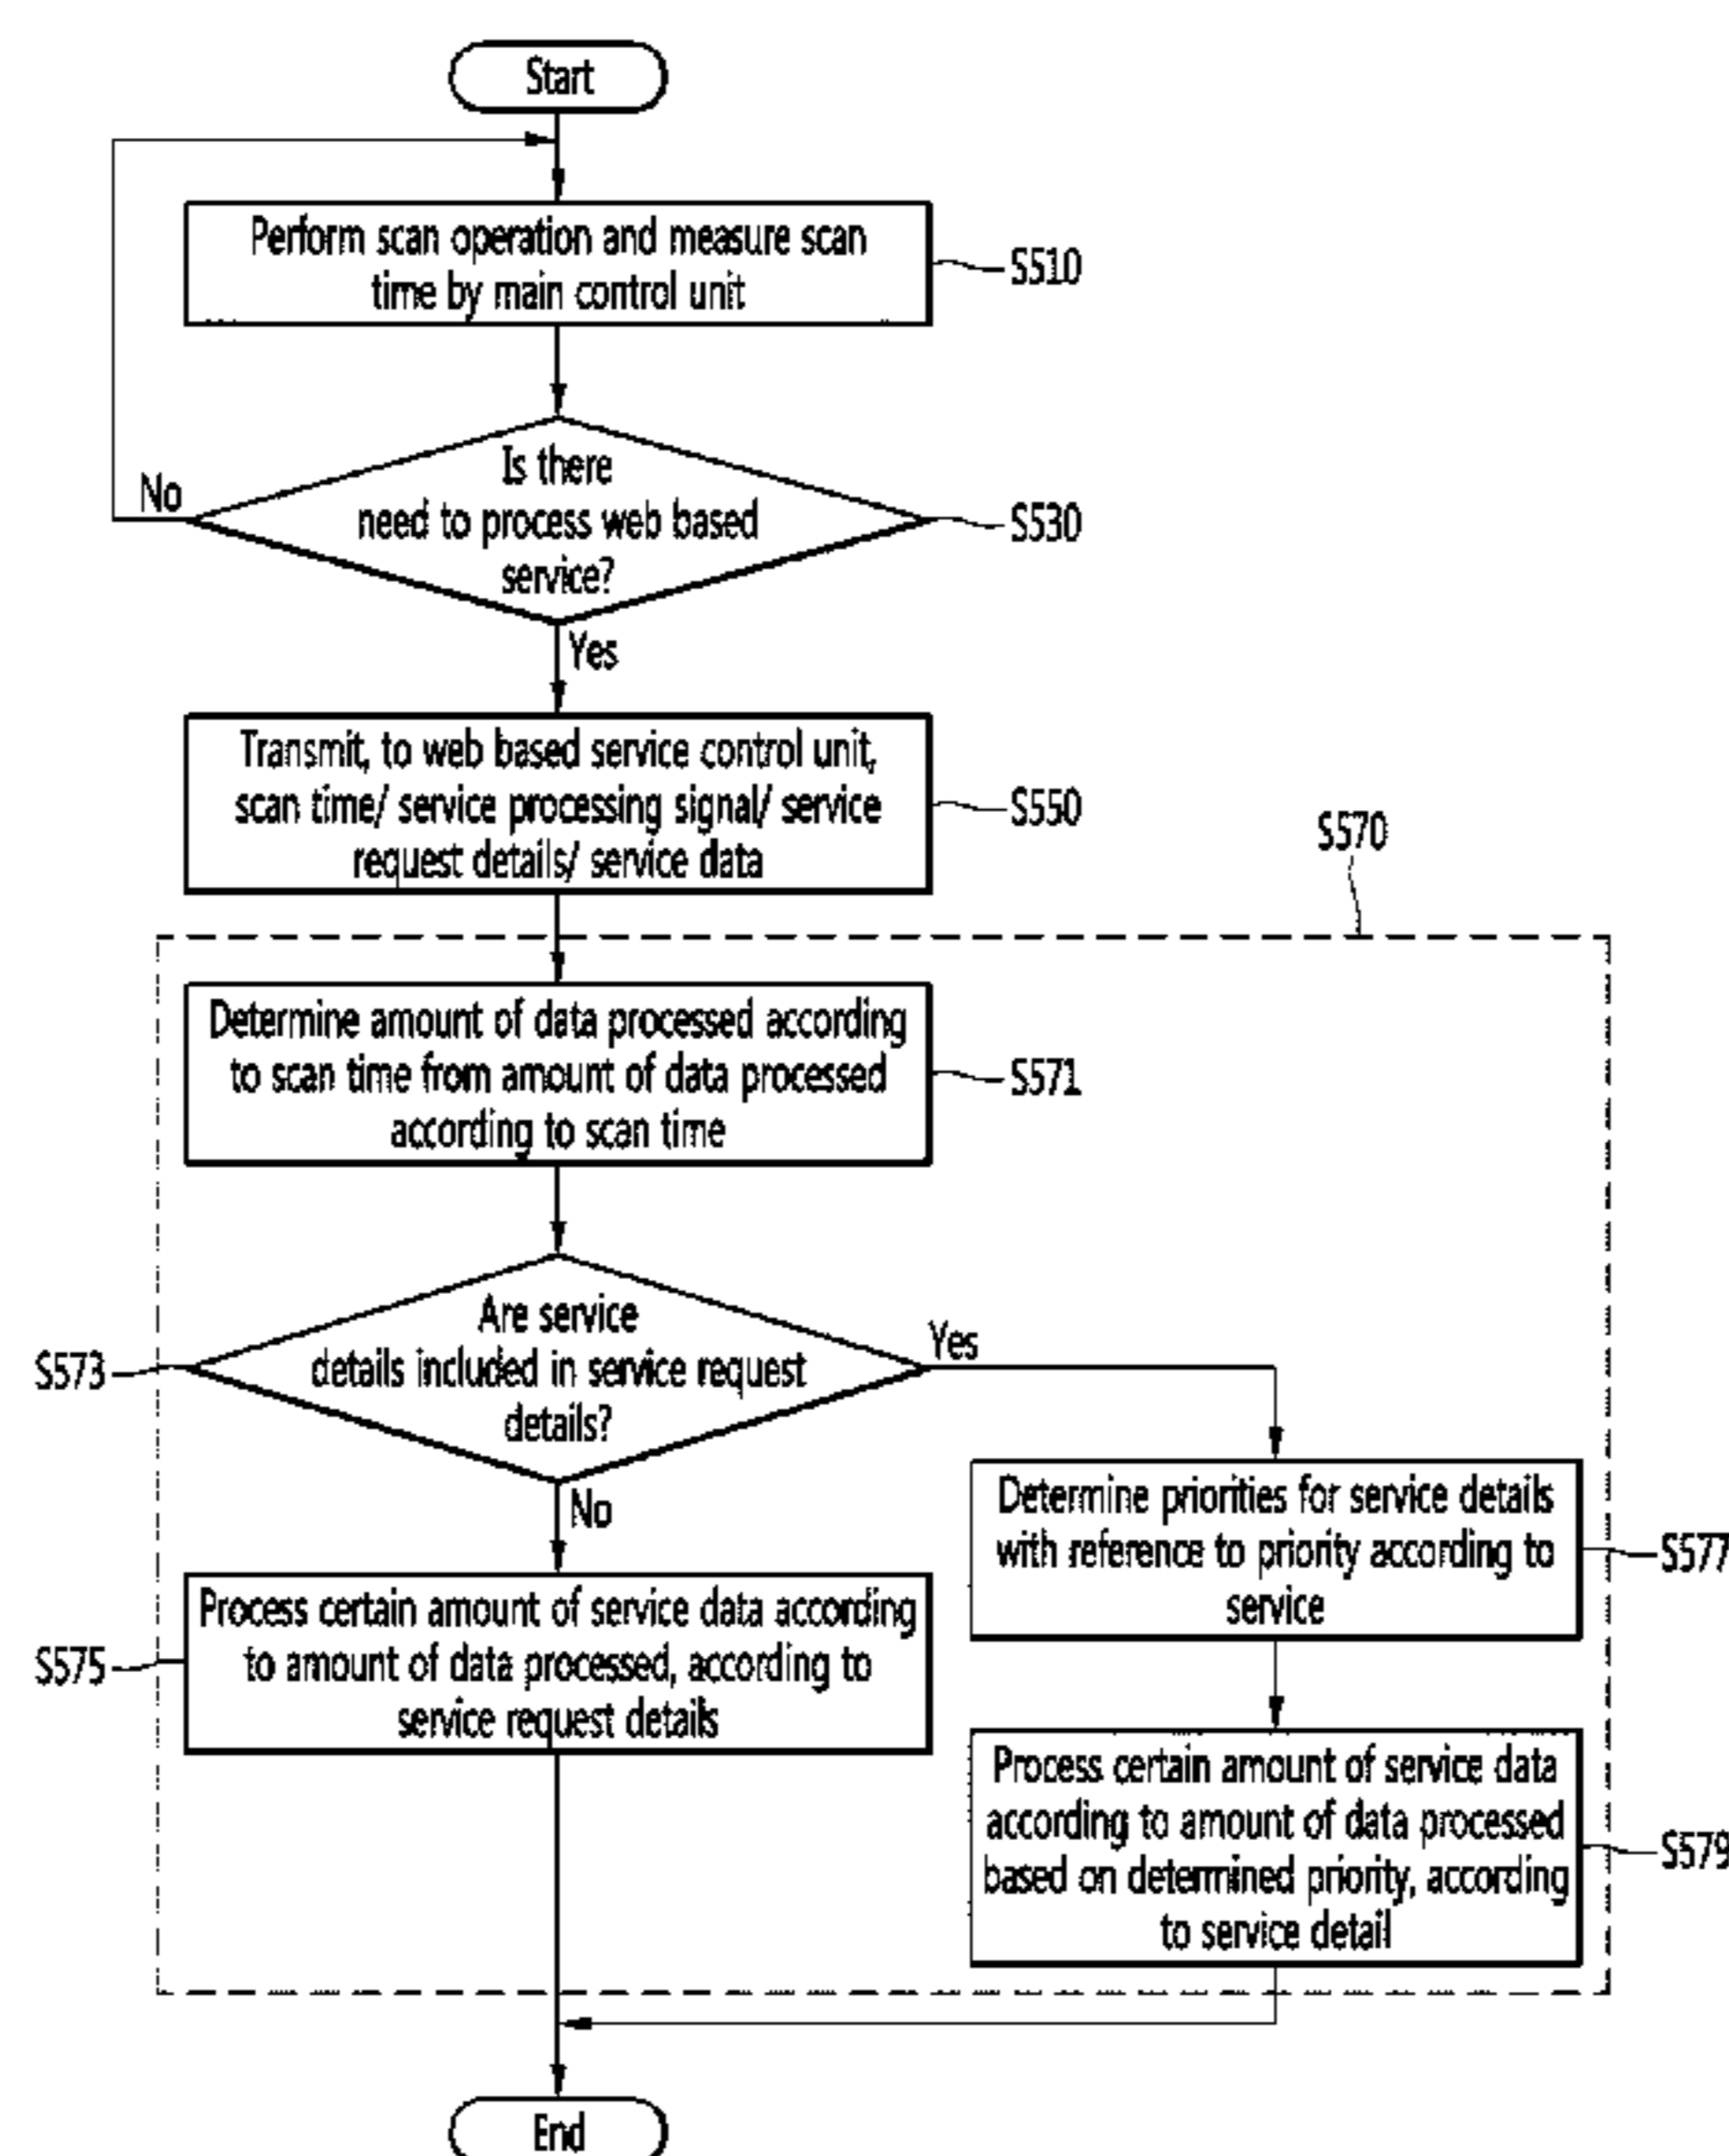 Start
Perform scan operation and measure scan
time by main control unit
S510
Is there
need to process web based
service?
No
S530
Yes
Transmit, to web based service control unit,
scan time/ service processing signal/ service
request details/ service data
S550
S570
Determine amount of data processed according
to scan time from amount of data processed
according to scan time
S571
Are service
details included in service request
details?
S573
Yes
No
Determine priorities for service details
with reference to priority according to
service
S577
Process certain amount of service data according
to amount of data processed, according to
service request details
S575
Process certain amount of service data
according to amount of data processed
based on determined priority, according
to service detail
S579
End